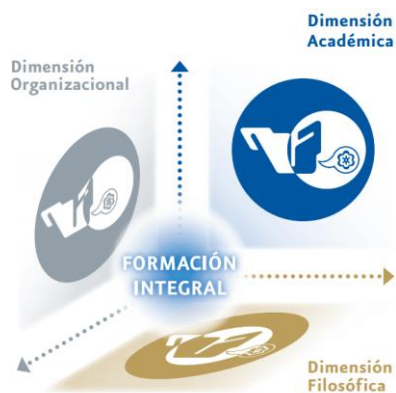 Dimensión
Académica
Dimensión
Organizacional
FORMACIÓN
INTEGRAL
Dimensión
Filosófica